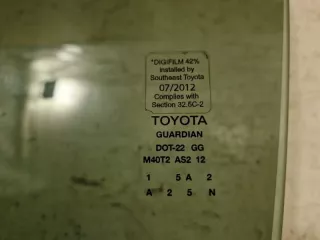 "DIGIFILM 42%
Installed by
Southeast Toyota
07/2012
Complies with
Section 32.5C-2
TOYOTA
GUARDIAN
DOT-22 GG
M40T2 AS2 12
1 5 A 2
A 2 5 N